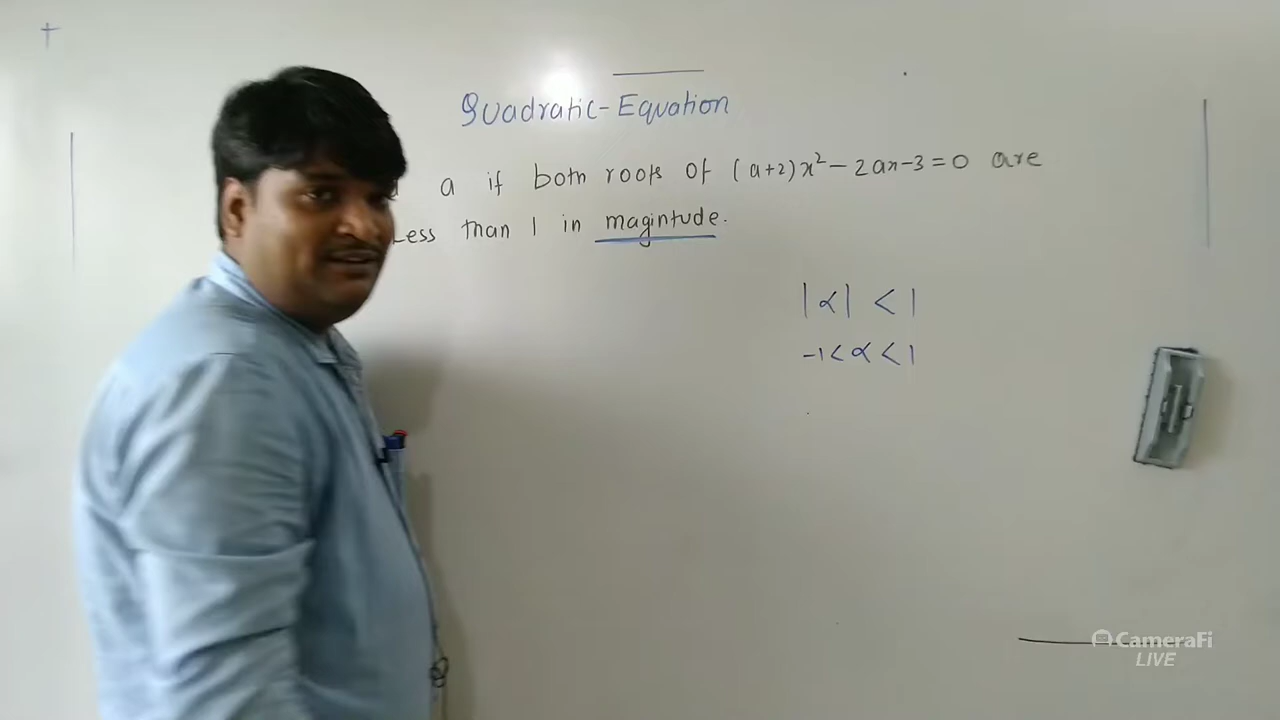 Quadratic-Equation
a if both roots of (a+2)x² - 2ax-3=0 are
Less than 1 in magintude.
|α| < 1
-1 < α < 1
CameraFi
LIVE